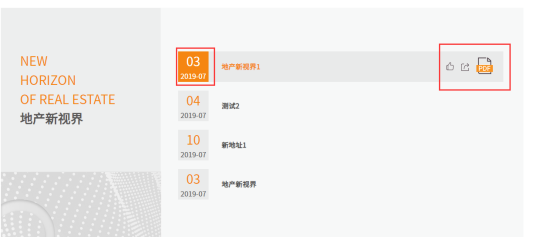 NEW
HORIZON
OF REAL ESTATE
地产新视界
03
2019-07
地产新视界1
PDF
04
2019-07
测试2
10
2019-07
新地址1
03
2019-07
地产新视界